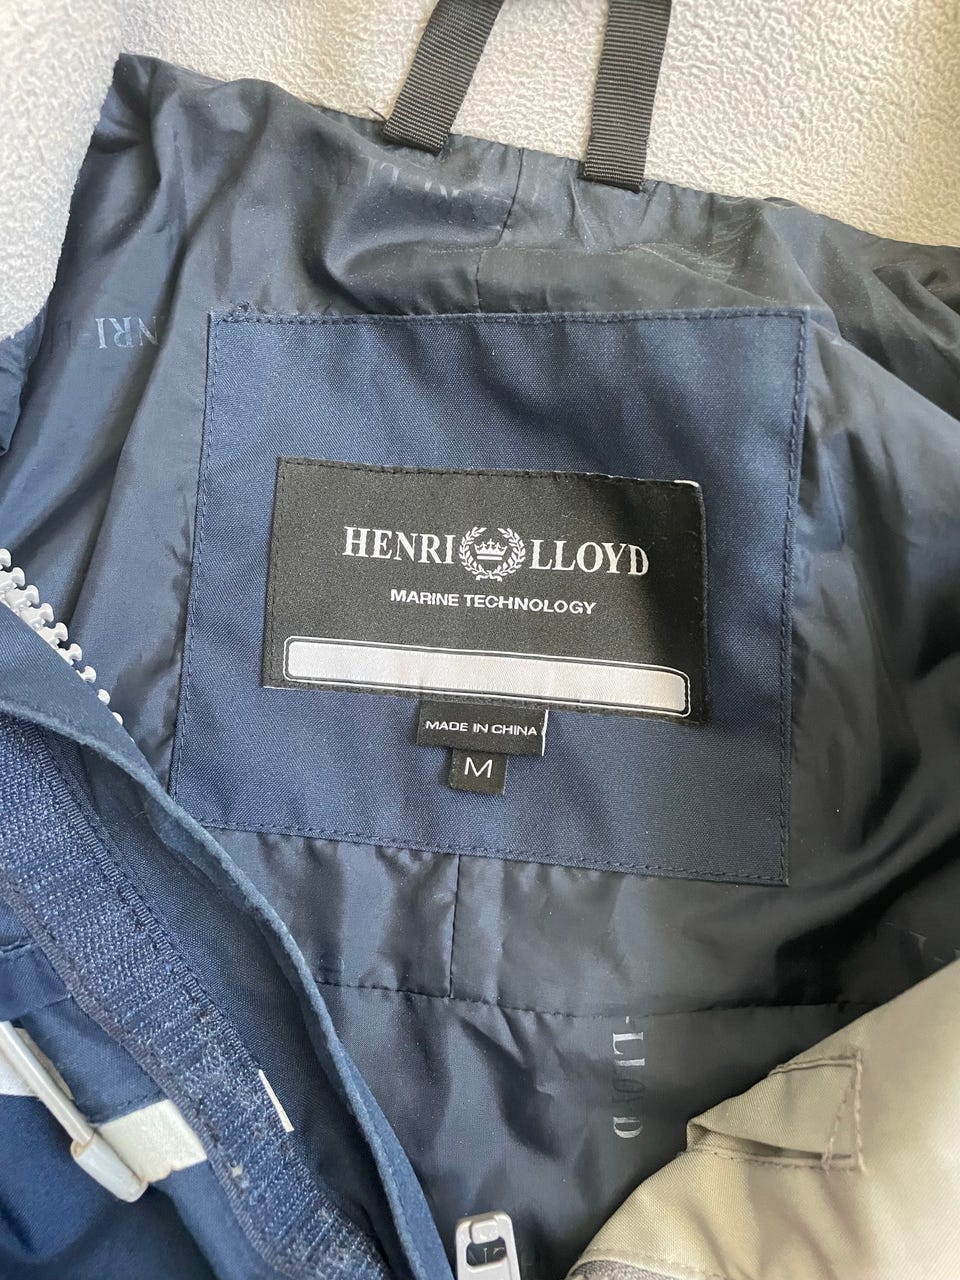 HENRI LLOYD
MARINE TECHNOLOGY
MADE IN CHINA
M
-LLOYD